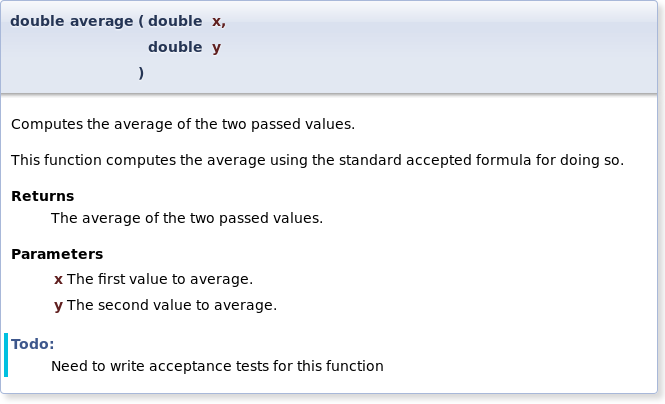 double average ( double x,
double y
)
Computes the average of the two passed values.
This function computes the average using the standard accepted formula for doing so.
Returns
The average of the two passed values.
Parameters
x The first value to average.
y The second value to average.
Todo:
Need to write acceptance tests for this function